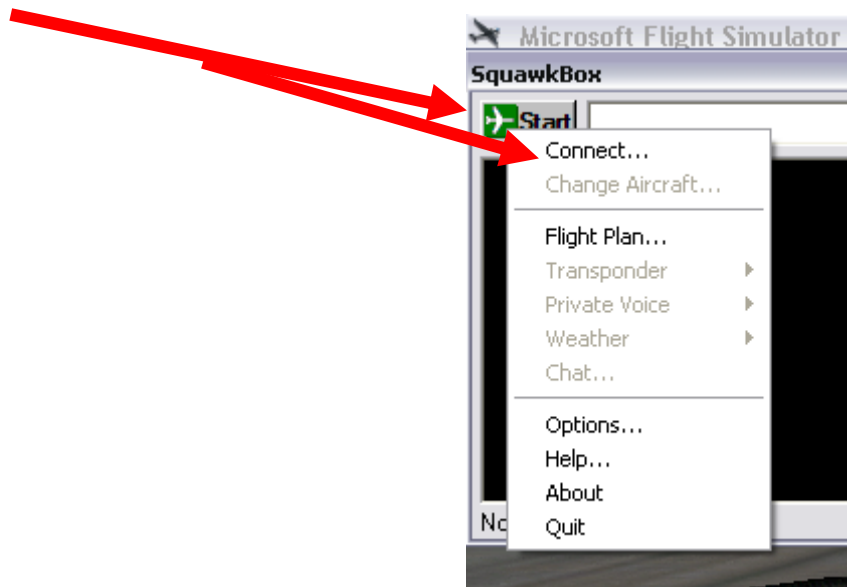 Microsoft Flight Simulator
SquawkBox
Start
Connect...
Change Aircraft...
Flight Plan...
Transponder
Private Voice
Weather
Chat...
Options...
Help...
About
Quit